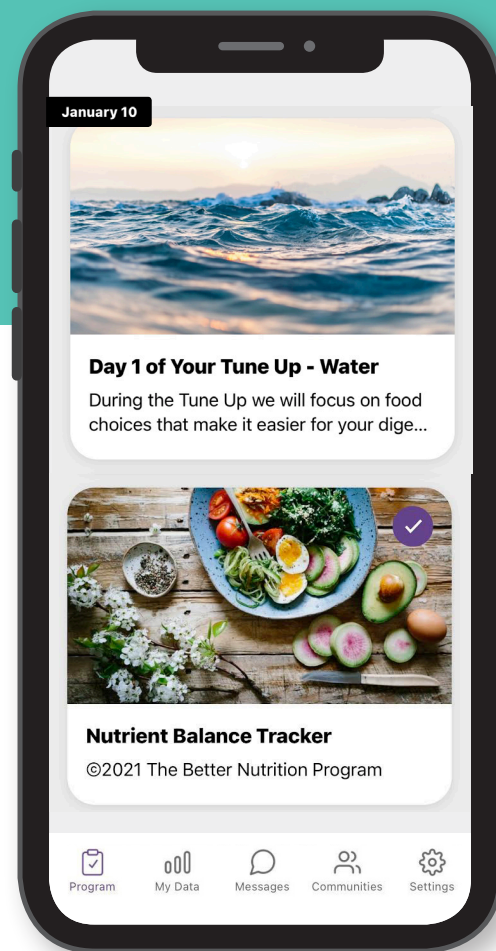 January 10
Day 1 of Your Tune Up - Water
During the Tune Up we will focus on food
choices that make it easier for your dige...
Nutrient Balance Tracker
©2021 The Better Nutrition Program
Program
My Data
Messages
Communities
Settings